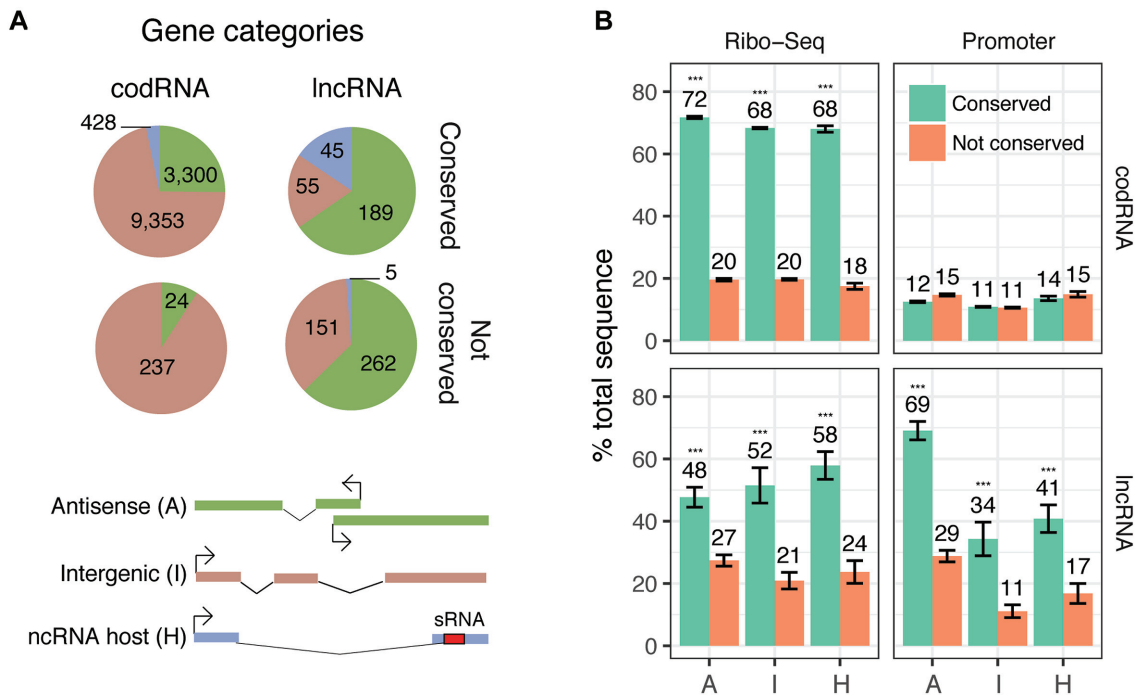 A
Gene categories
codRNA
lncRNA
428
3,300
9,353
45
55
189
Conserved
24
237
5
151
262
Not
conserved
Antisense (A)
Intergenic (I)
ncRNA host (H)
sRNA
B
Ribo–Seq
Promoter
% total sequence
80
60
40
20
0
***
72
***
68
***
68
20
20
18
Conserved
Not conserved
12
15
11
11
14
15
codRNA
80
60
40
20
0
***
48
***
52
***
58
27
21
24
***
69
***
34
***
41
29
11
17
lncRNA
A
I
H
A
I
H